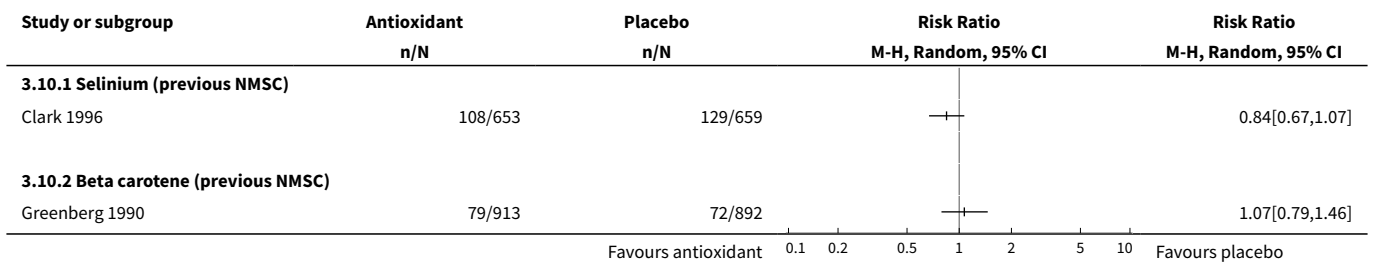 Study or subgroup Antioxidant Placebo Risk Ratio Risk Ratio
n/N n/N M-H, Random, 95% CI M-H, Random, 95% CI
3.10.1 Selinium (previous NMSC)
Clark 1996 108/653 129/659 0.84[0.67,1.07]
3.10.2 Beta carotene (previous NMSC)
Greenberg 1990 79/913 72/892 1.07[0.79,1.46]
Favours antioxidant 0.1 0.2 0.5 1 2 5 10 Favours placebo